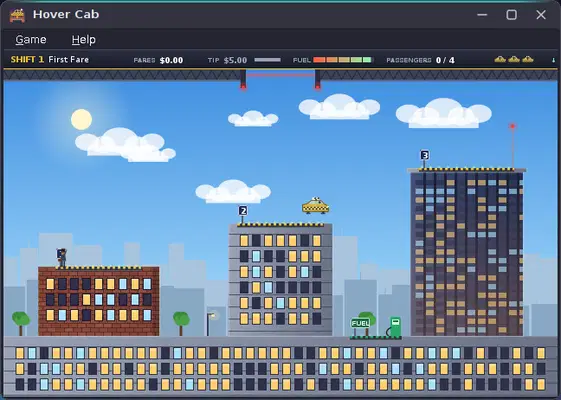 Hover Cab
Game Help
SHIFT 1 First Fare FARES $0.00 TIP $5.00 FUEL PASSENGERS 0 / 4
3
2
FUEL